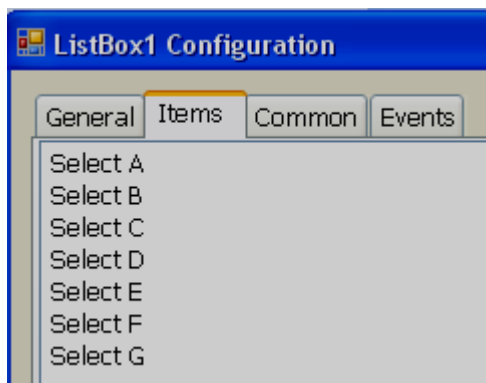 ListBox1 Configuration
General Items Common Events
Select A
Select B
Select C
Select D
Select E
Select F
Select G